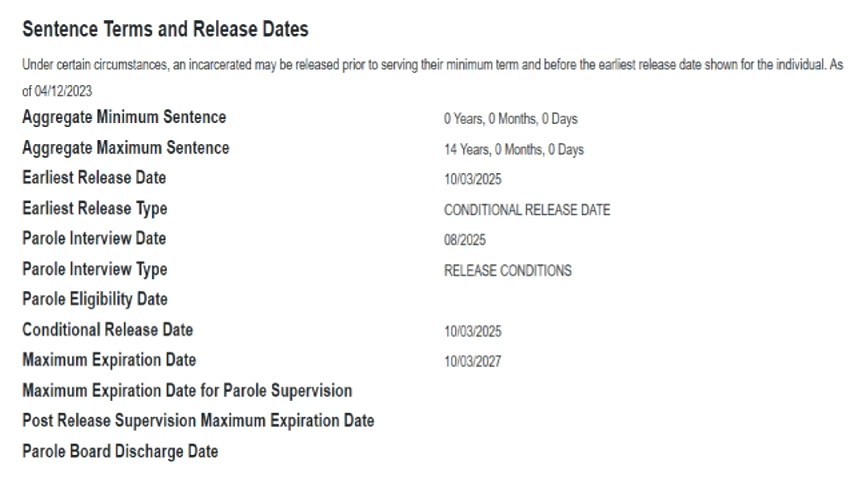 Sentence Terms and Release Dates
Under certain circumstances, an incarcerated may be released prior to serving their minimum term and before the earliest release date shown for the individual. As
of 04/12/2023
Aggregate Minimum Sentence 0 Years, 0 Months, 0 Days
Aggregate Maximum Sentence 14 Years, 0 Months, 0 Days
Earliest Release Date 10/03/2025
Earliest Release Type CONDITIONAL RELEASE DATE
Parole Interview Date 08/2025
Parole Interview Type RELEASE CONDITIONS
Parole Eligibility Date
Conditional Release Date 10/03/2025
Maximum Expiration Date 10/03/2027
Maximum Expiration Date for Parole Supervision
Post Release Supervision Maximum Expiration Date
Parole Board Discharge Date